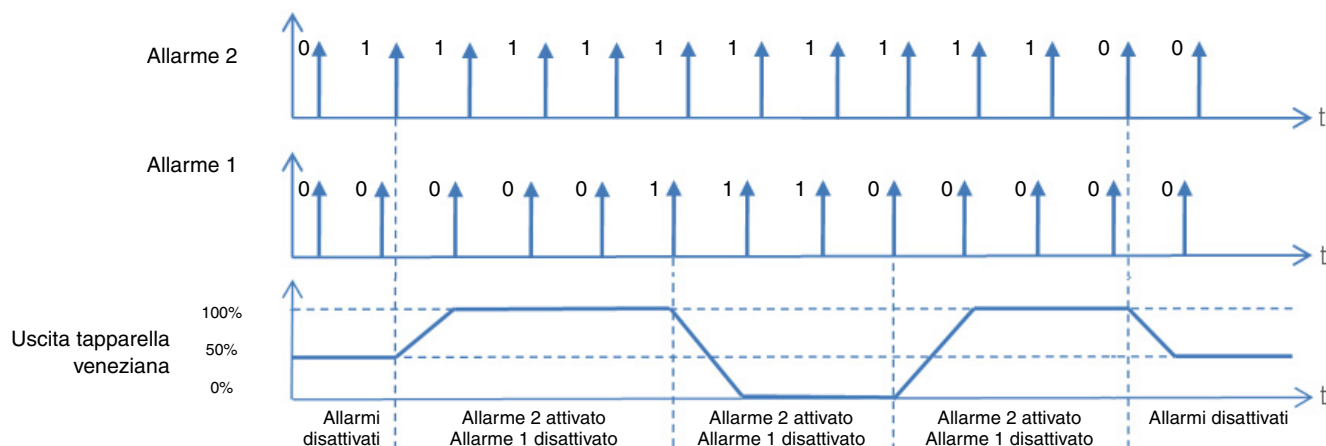 Allarme 2
0 1 1 1 1 1 1 1 1 1 1 0 0
t
Allarme 1
0 0 0 0 0 1 1 1 0 0 0 0 0
t
Uscita tapparella
veneziana
100%
50%
0%
t
Allarmi
disattivati
Allarme 2 attivato
Allarme 1 disattivato
Allarme 2 attivato
Allarme 1 disattivato
Allarme 2 attivato
Allarme 1 disattivato
Allarmi disattivati